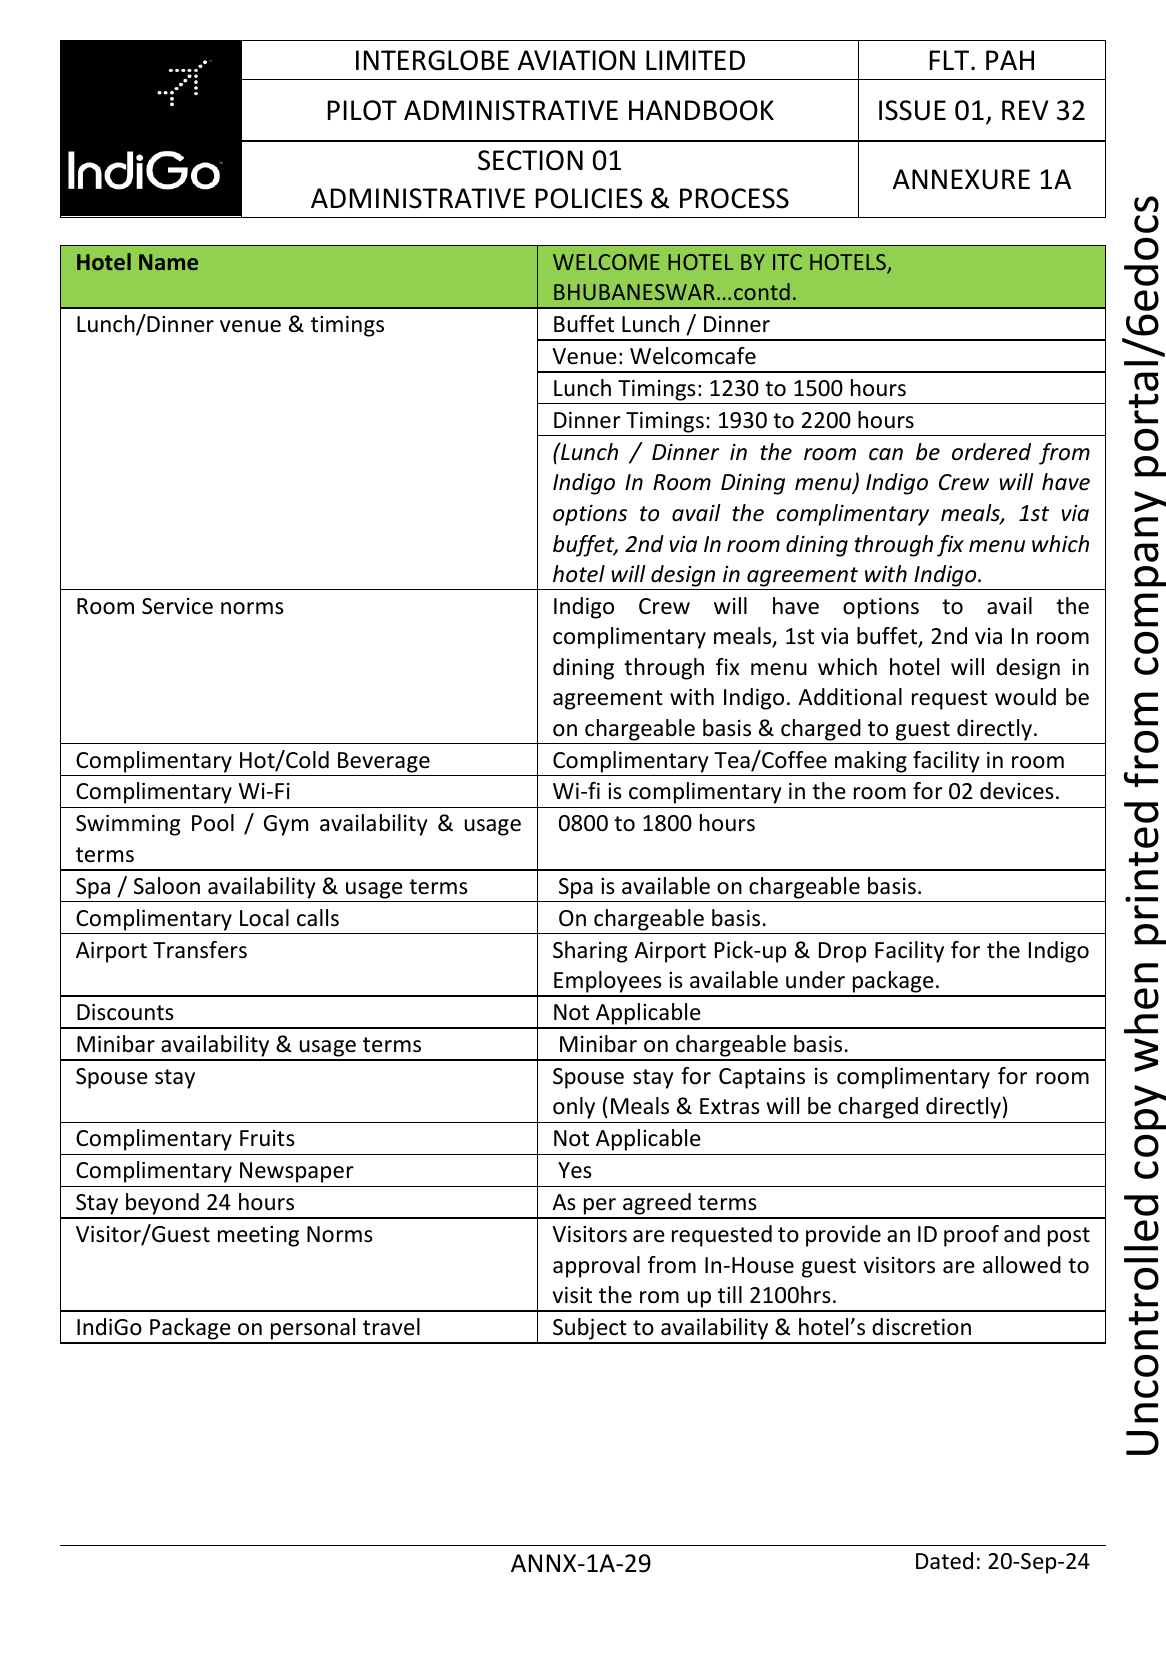 IndiGo
INTERGLOBE AVIATION LIMITED
FLT. PAH
PILOT ADMINISTRATIVE HANDBOOK
ISSUE 01, REV 32
SECTION 01
ADMINISTRATIVE POLICIES & PROCESS
ANNEXURE 1A
Hotel Name
WELCOME HOTEL BY ITC HOTELS,
BHUBANESWAR…contd.
Lunch/Dinner venue & timings
Buffet Lunch / Dinner
Venue: Welcomcafe
Lunch Timings: 1230 to 1500 hours
Dinner Timings: 1930 to 2200 hours
(Lunch / Dinner in the room can be ordered from
Indigo In Room Dining menu) Indigo Crew will have
options to avail the complimentary meals, 1st via
buffet, 2nd via In room dining through fix menu which
hotel will design in agreement with Indigo.
Room Service norms
Indigo Crew will have options to avail the
complimentary meals, 1st via buffet, 2nd via In room
dining through fix menu which hotel will design in
agreement with Indigo. Additional request would be
on chargeable basis & charged to guest directly.
Complimentary Hot/Cold Beverage
Complimentary Tea/Coffee making facility in room
Complimentary Wi-Fi
Wi-fi is complimentary in the room for 02 devices.
Swimming Pool / Gym availability & usage
terms
0800 to 1800 hours
Spa / Saloon availability & usage terms
Spa is available on chargeable basis.
Complimentary Local calls
On chargeable basis.
Airport Transfers
Sharing Airport Pick-up & Drop Facility for the Indigo
Employees is available under package.
Discounts
Not Applicable
Minibar availability & usage terms
Minibar on chargeable basis.
Spouse stay
Spouse stay for Captains is complimentary for room
only (Meals & Extras will be charged directly)
Complimentary Fruits
Not Applicable
Complimentary Newspaper
Yes
Stay beyond 24 hours
As per agreed terms
Visitor/Guest meeting Norms
Visitors are requested to provide an ID proof and post
approval from In-House guest visitors are allowed to
visit the rom up till 2100hrs.
IndiGo Package on personal travel
Subject to availability & hotel’s discretion
Uncontrolled copy when printed from company portal/6edocs
ANNX-1A-29
Dated: 20-Sep-24